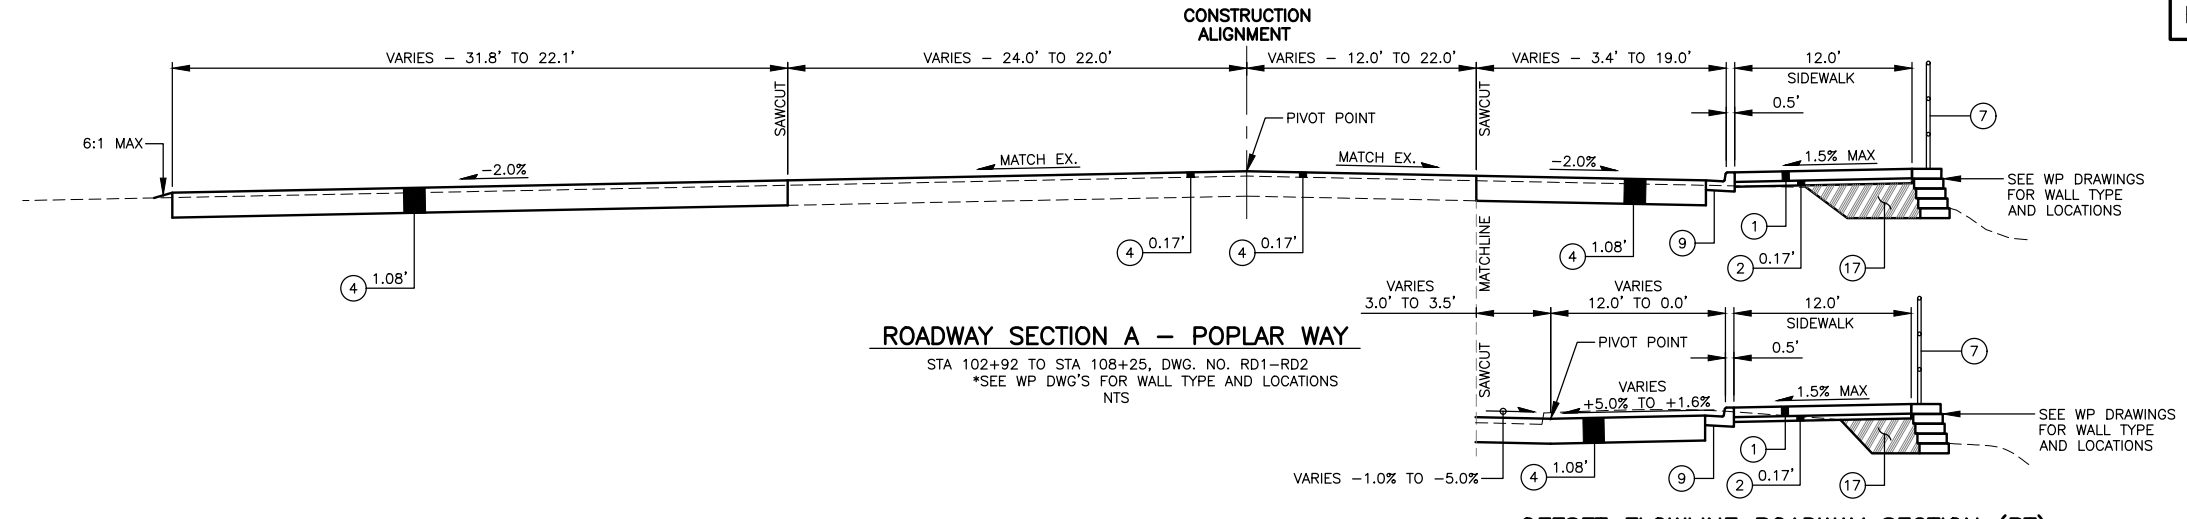 CONSTRUCTION
ALIGNMENT
VARIES - 31.8' TO 22.1'
VARIES - 24.0' TO 22.0'
VARIES - 12.0' TO 22.0'
VARIES - 3.4' TO 19.0'
12.0'
SIDEWALK
0.5'
SAWCUT
SAWCUT
PIVOT POINT
7
6:1 MAX
-2.0%
MATCH EX.
MATCH EX.
-2.0%
1.5% MAX
SEE WP DRAWINGS
FOR WALL TYPE
AND LOCATIONS
4 1.08'
4 0.17'
4 0.17'
4 1.08'
9
1
2 0.17'
17
MATCHLINE
VARIES
3.0' TO 3.5'
VARIES
12.0' TO 0.0'
12.0'
SIDEWALK
0.5'
ROADWAY SECTION A - POPLAR WAY
STA 102+92 TO STA 108+25, DWG. NO. RD1-RD2
*SEE WP DWG'S FOR WALL TYPE AND LOCATIONS
NTS
SAWCUT
PIVOT POINT
7
VARIES
+5.0% TO +1.6%
1.5% MAX
SEE WP DRAWINGS
FOR WALL TYPE
AND LOCATIONS
VARIES -1.0% TO -5.0%
4 1.08'
9
1
2 0.17'
17
OFFSET FLOWLINE ROADWAY SECTION (RT)